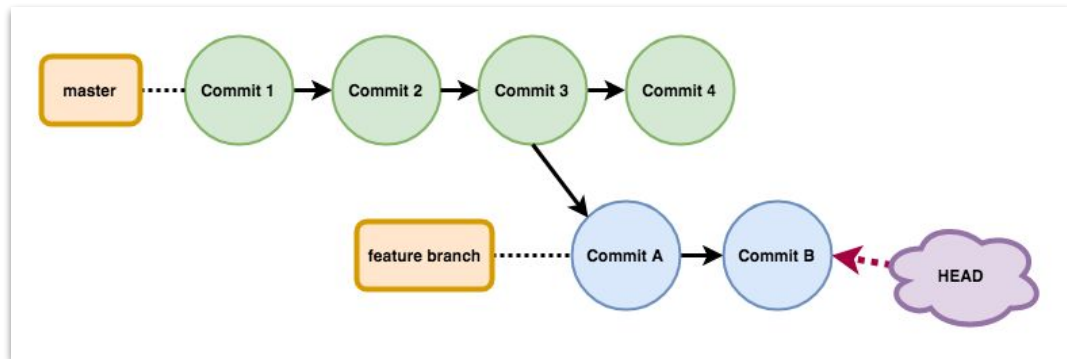 master
Commit 1
Commit 2
Commit 3
Commit 4
feature branch
Commit A
Commit B
HEAD